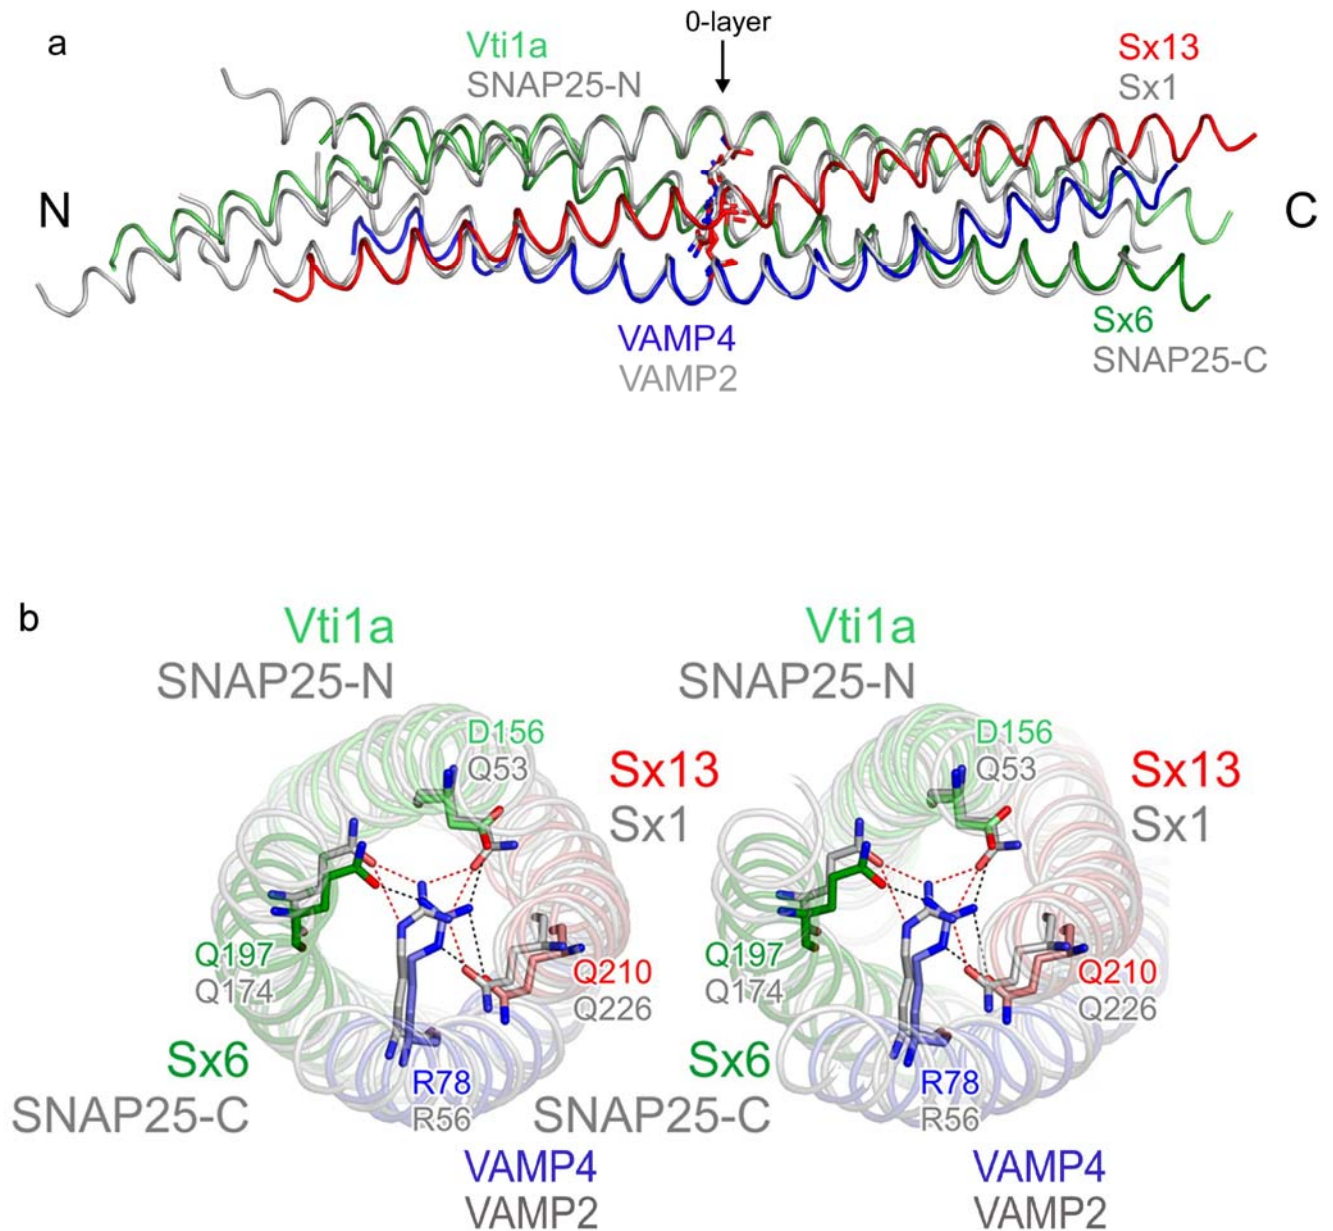 a
0-layer
Vti1a
SNAP25-N
Sx13
Sx1
N
C
VAMP4
VAMP2
Sx6
SNAP25-C
b
Vti1a
SNAP25-N
D156
Q53
Sx13
Sx1
Q197
Q174
Q210
Q226
Sx6
SNAP25-C
R78
R56
VAMP4
VAMP2
Vti1a
SNAP25-N
D156
Q53
Sx13
Sx1
Q197
Q174
Q210
Q226
Sx6
SNAP25-C
R78
R56
VAMP4
VAMP2